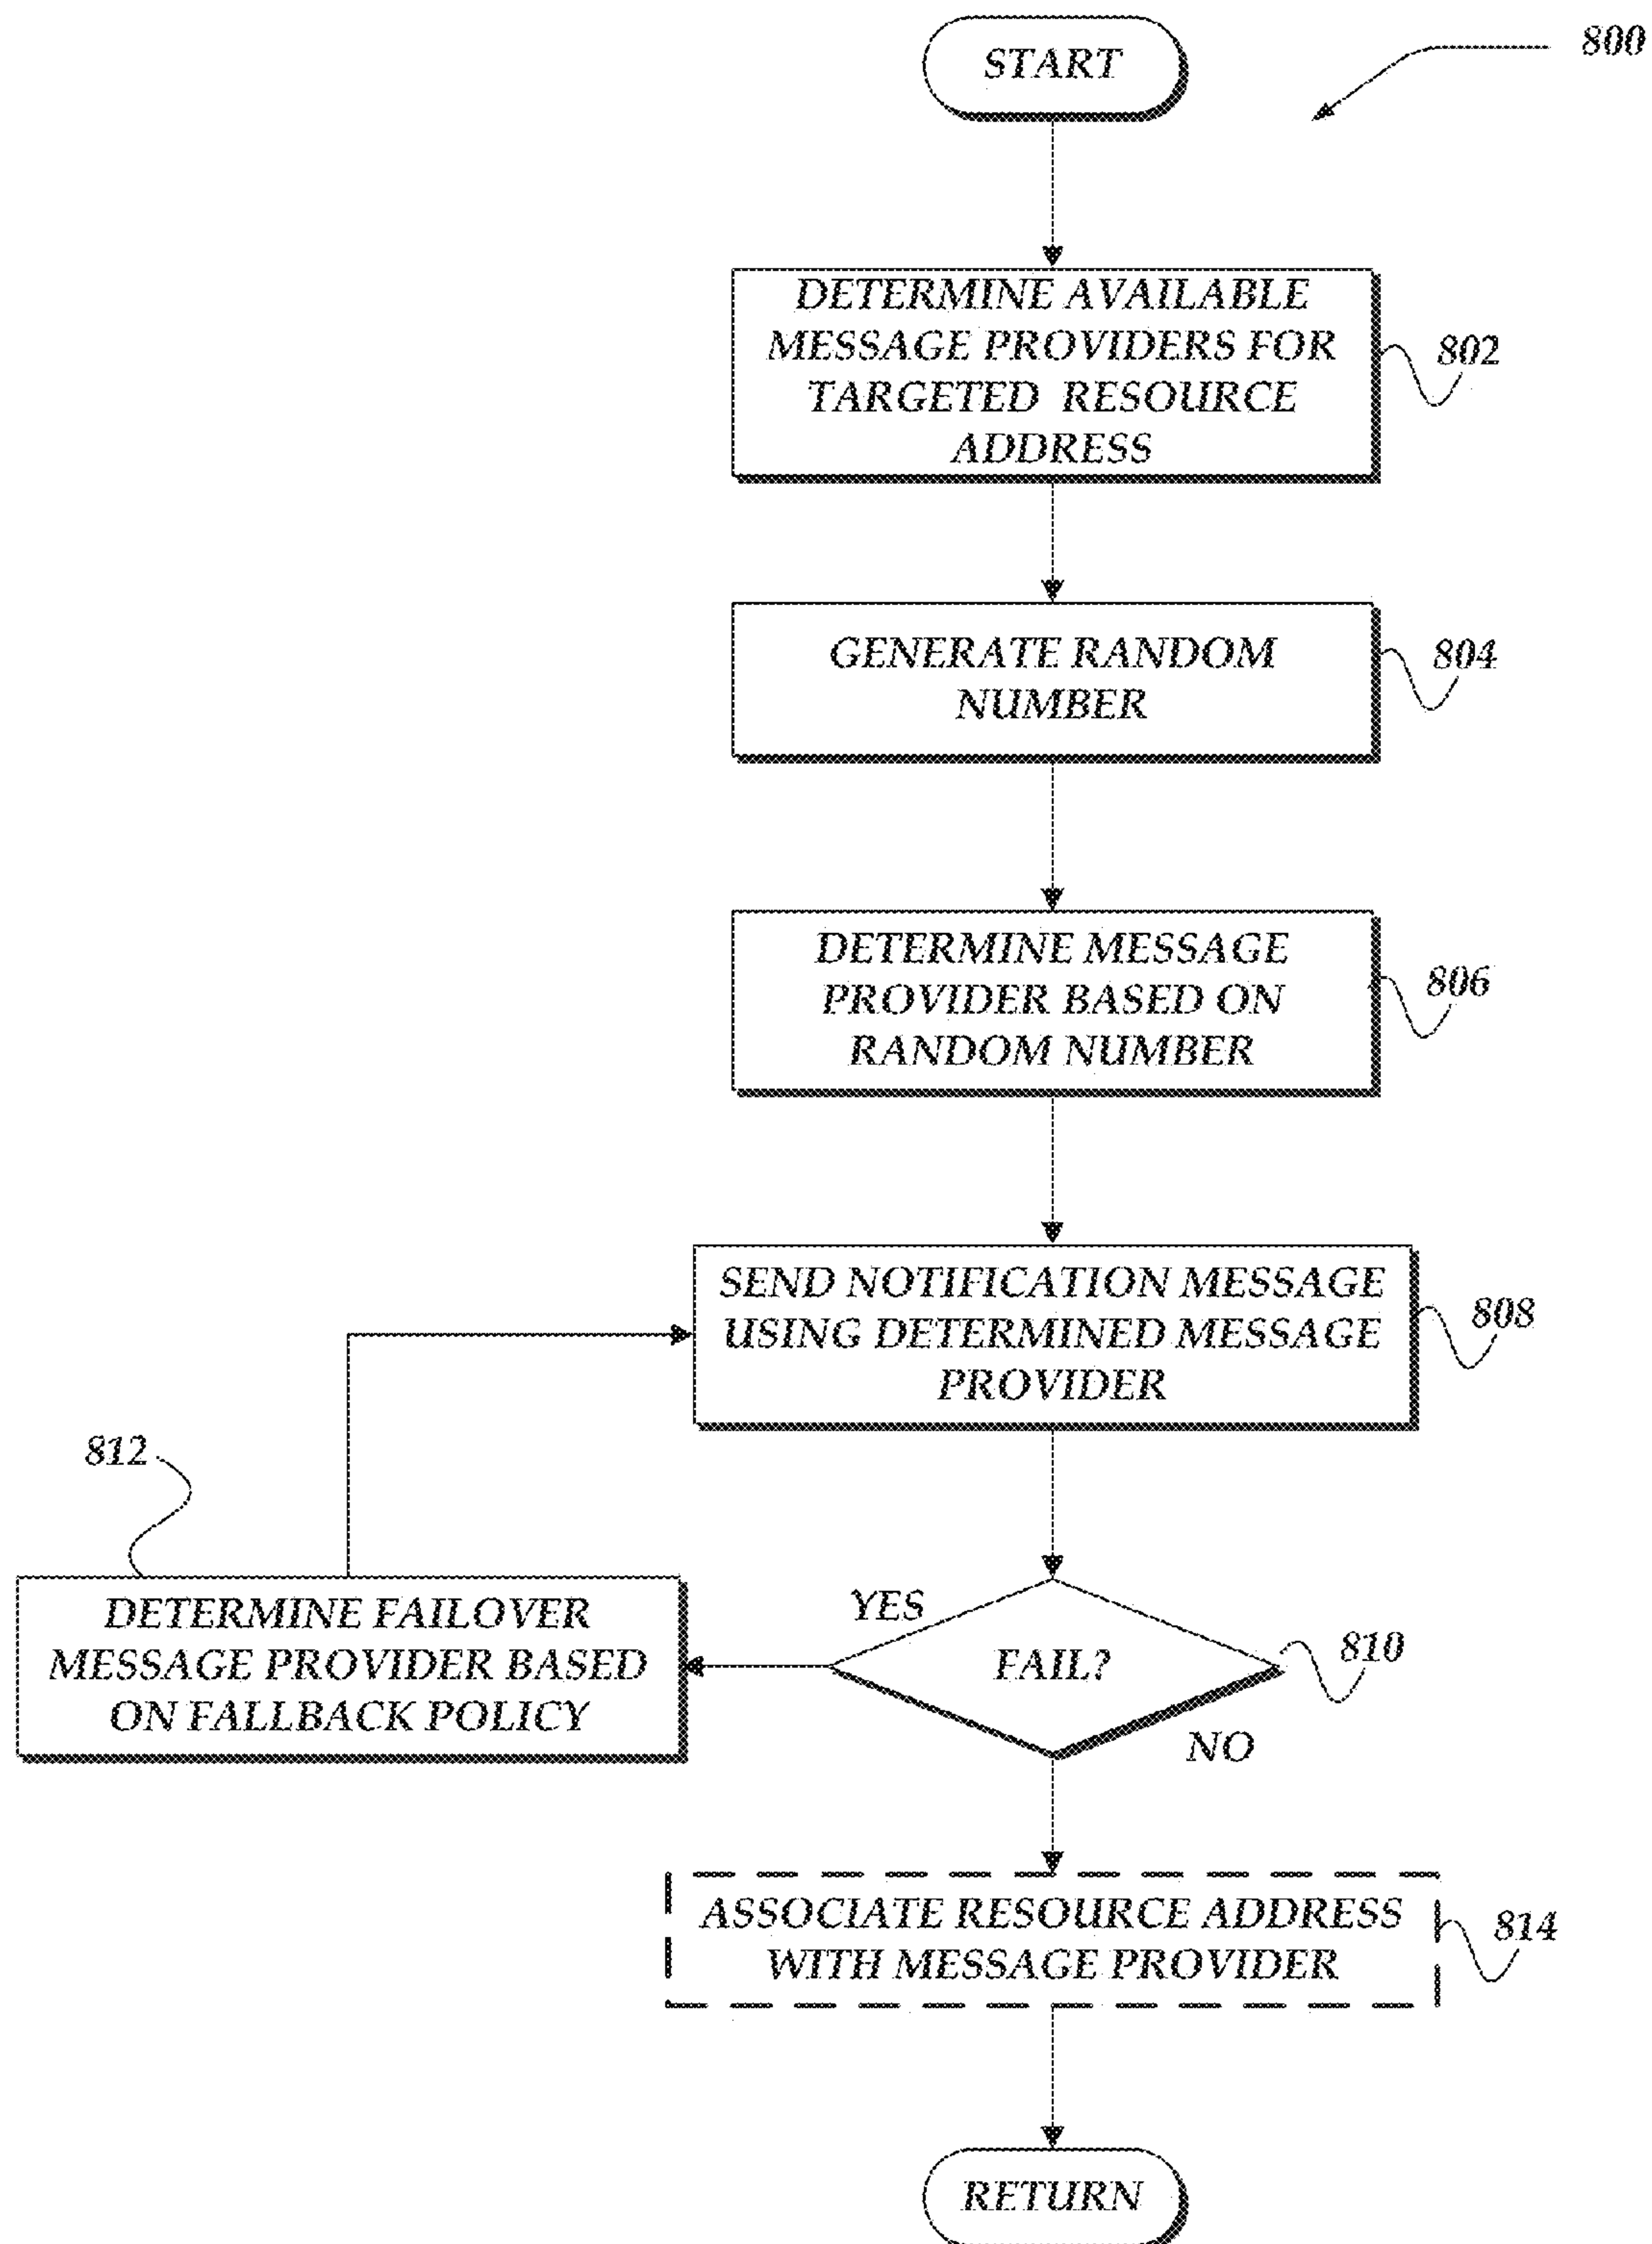 START
800
DETERMINE AVAILABLE
MESSAGE PROVIDERS FOR
TARGETED RESOURCE
ADDRESS
802
GENERATE RANDOM
NUMBER
804
DETERMINE MESSAGE
PROVIDER BASED ON
RANDOM NUMBER
806
SEND NOTIFICATION MESSAGE
USING DETERMINED MESSAGE
PROVIDER
808
812
DETERMINE FAILOVER
MESSAGE PROVIDER BASED
ON FALLBACK POLICY
YES
FAIL?
810
NO
ASSOCIATE RESOURCE ADDRESS
WITH MESSAGE PROVIDER
814
RETURN